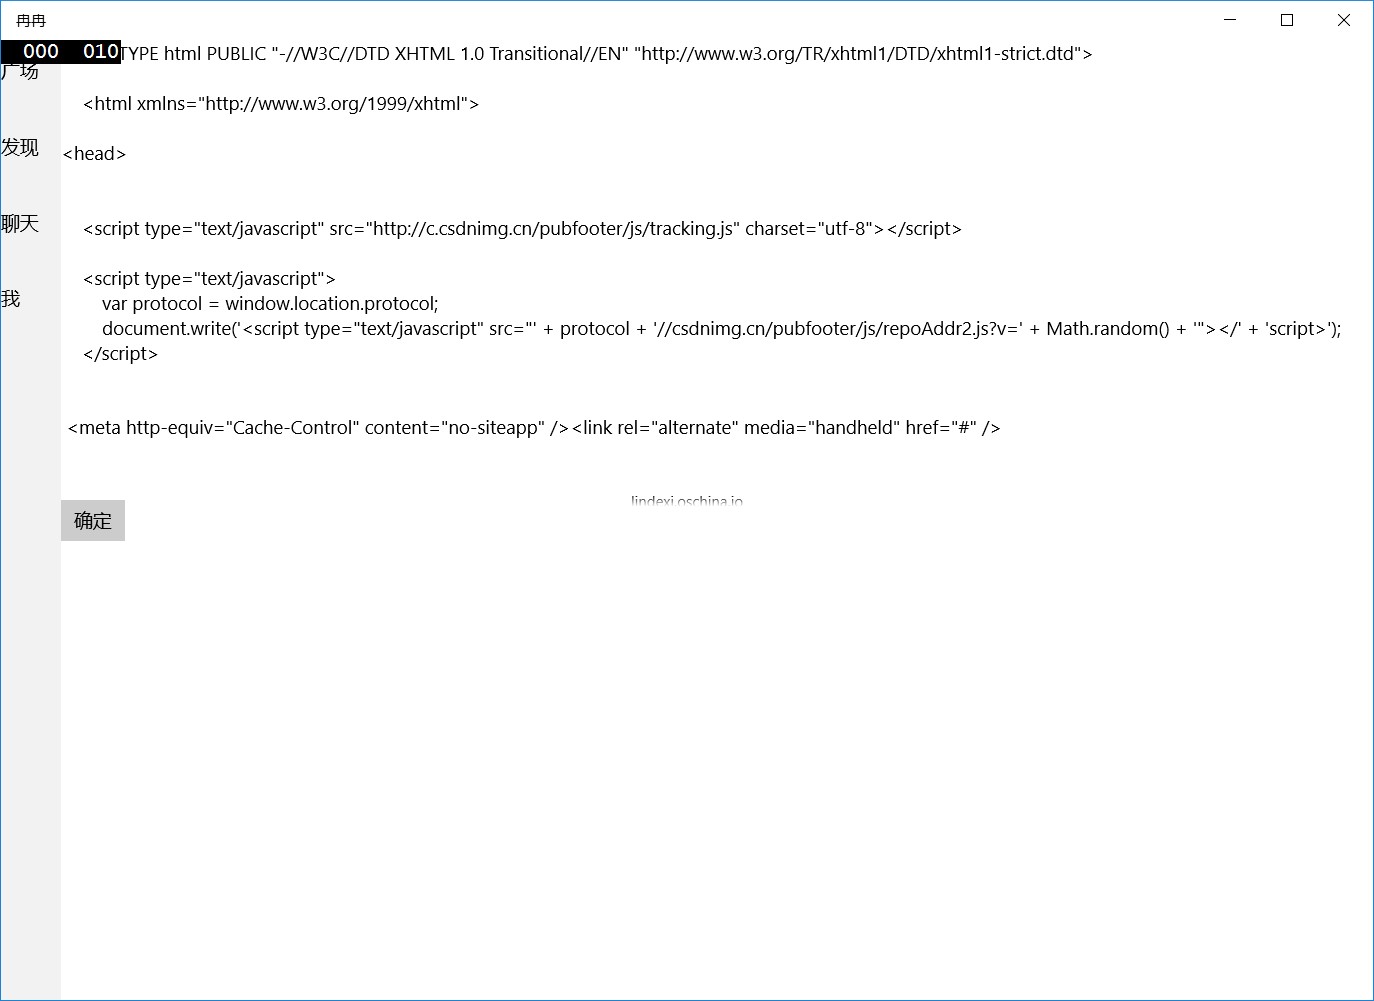 冉冉
000 010
TYPE html PUBLIC "-//W3C//DTD XHTML 1.0 Transitional//EN" "http://www.w3.org/TR/xhtml1/DTD/xhtml1-strict.dtd">
广场
<html xmlns="http://www.w3.org/1999/xhtml">
发现
<head>
聊天
<script type="text/javascript" src="http://c.csdnimg.cn/pubfooter/js/tracking.js" charset="utf-8"></script>
<script type="text/javascript">
我
var protocol = window.location.protocol;
document.write('<script type="text/javascript" src="' + protocol + '//csdnimg.cn/pubfooter/js/repoAddr2.js?v=' + Math.random() + '"></' + 'script>');
</script>
<meta http-equiv="Cache-Control" content="no-siteapp" /><link rel="alternate" media="handheld" href="#" />
lindexi.oschina.io
确定